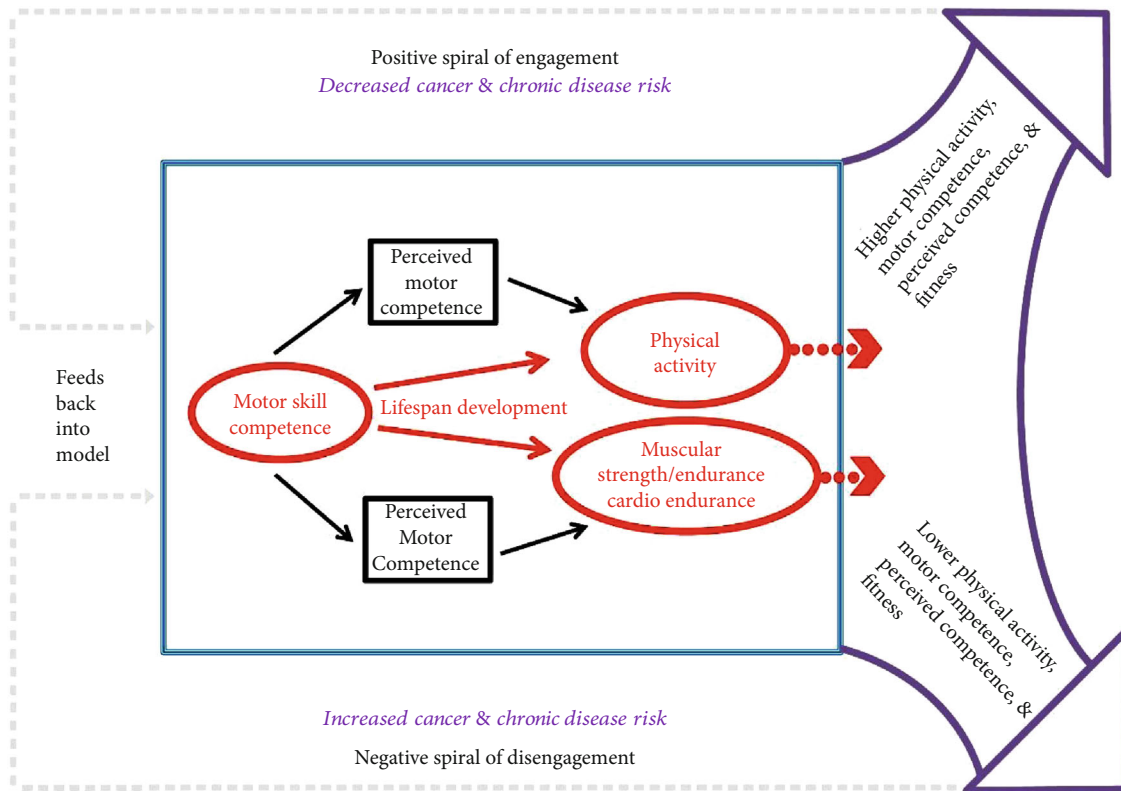 Positive spiral of engagement
Decreased cancer & chronic disease risk
Higher physical activity,
motor competence,
perceived competence, &
fitness
Perceived
motor
competence
Physical
activity
Feeds
back
into
model
Motor skill
competence
Lifespan development
Muscular
strength/endurance
cardio endurance
Perceived
Motor
Competence
Lower physical activity,
motor competence,
perceived competence, &
fitness
Increased cancer & chronic disease risk
Negative spiral of disengagement